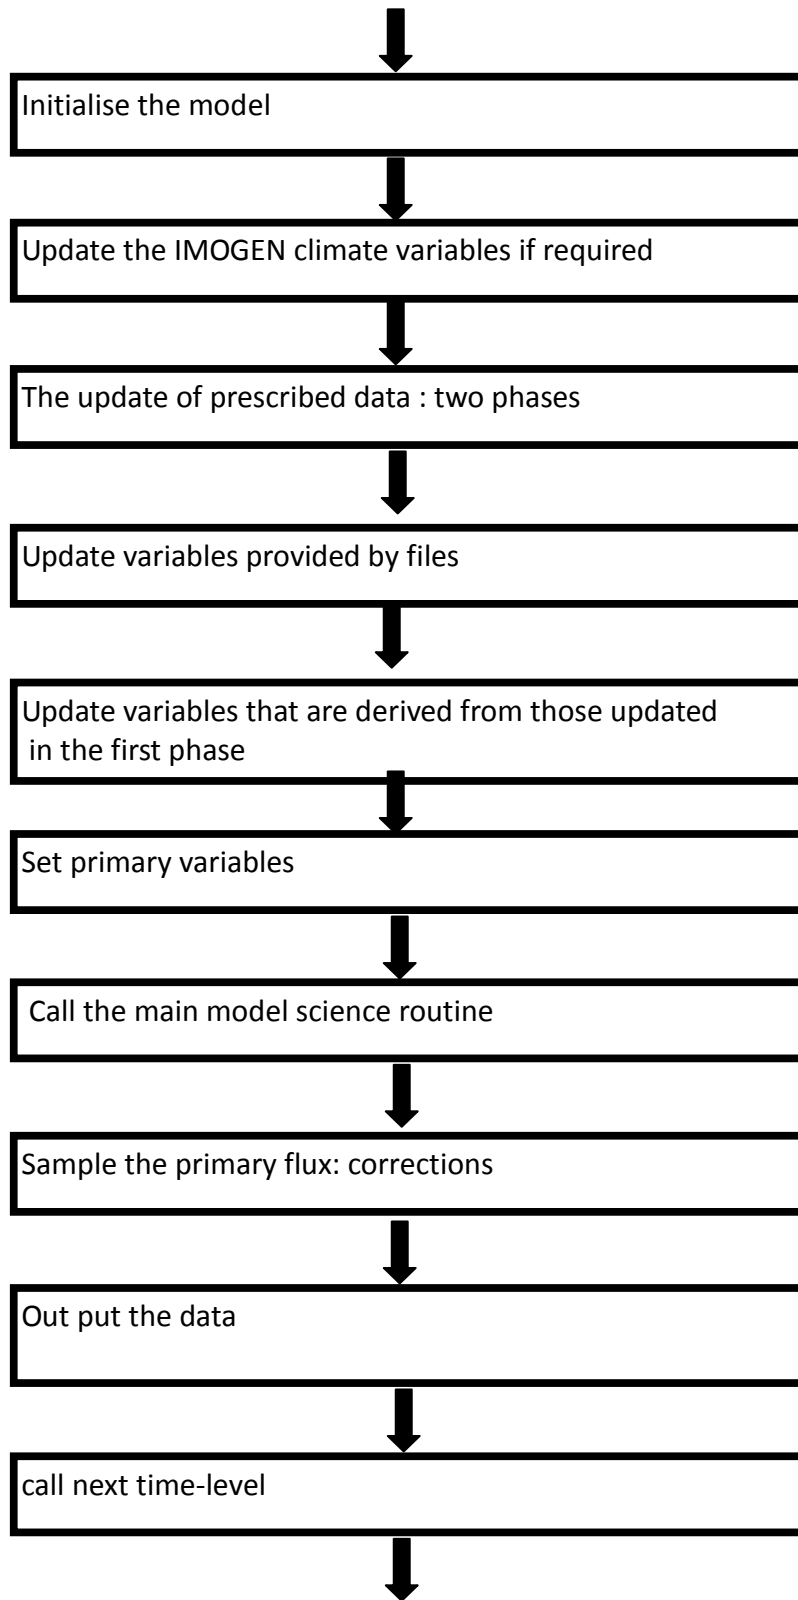 Initialise the model
Update the IMOGEN climate variables if required
The update of prescribed data : two phases
Update variables provided by files
Update variables that are derived from those updated
in the first phase
Set primary variables
Call the main model science routine
Sample the primary flux: corrections
Out put the data
call next time-level